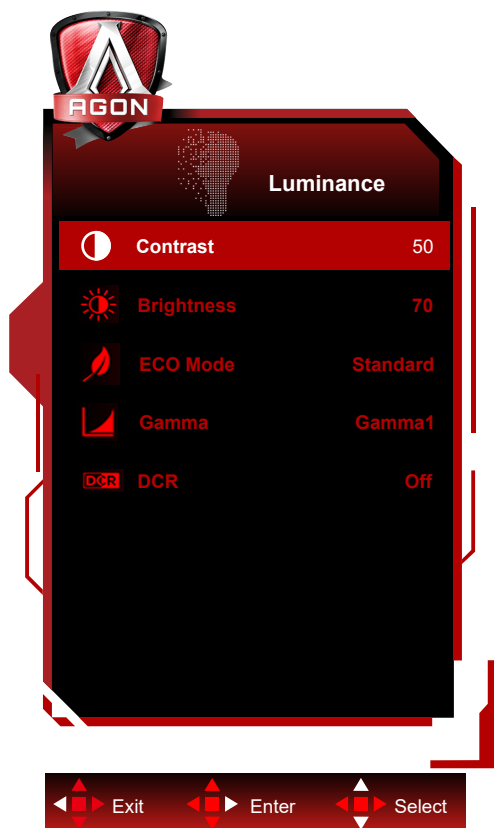 AGON
Luminance
Contrast 50
Brightness 70
ECO Mode Standard
Gamma Gamma1
DCR DCR Off
Exit Enter Select